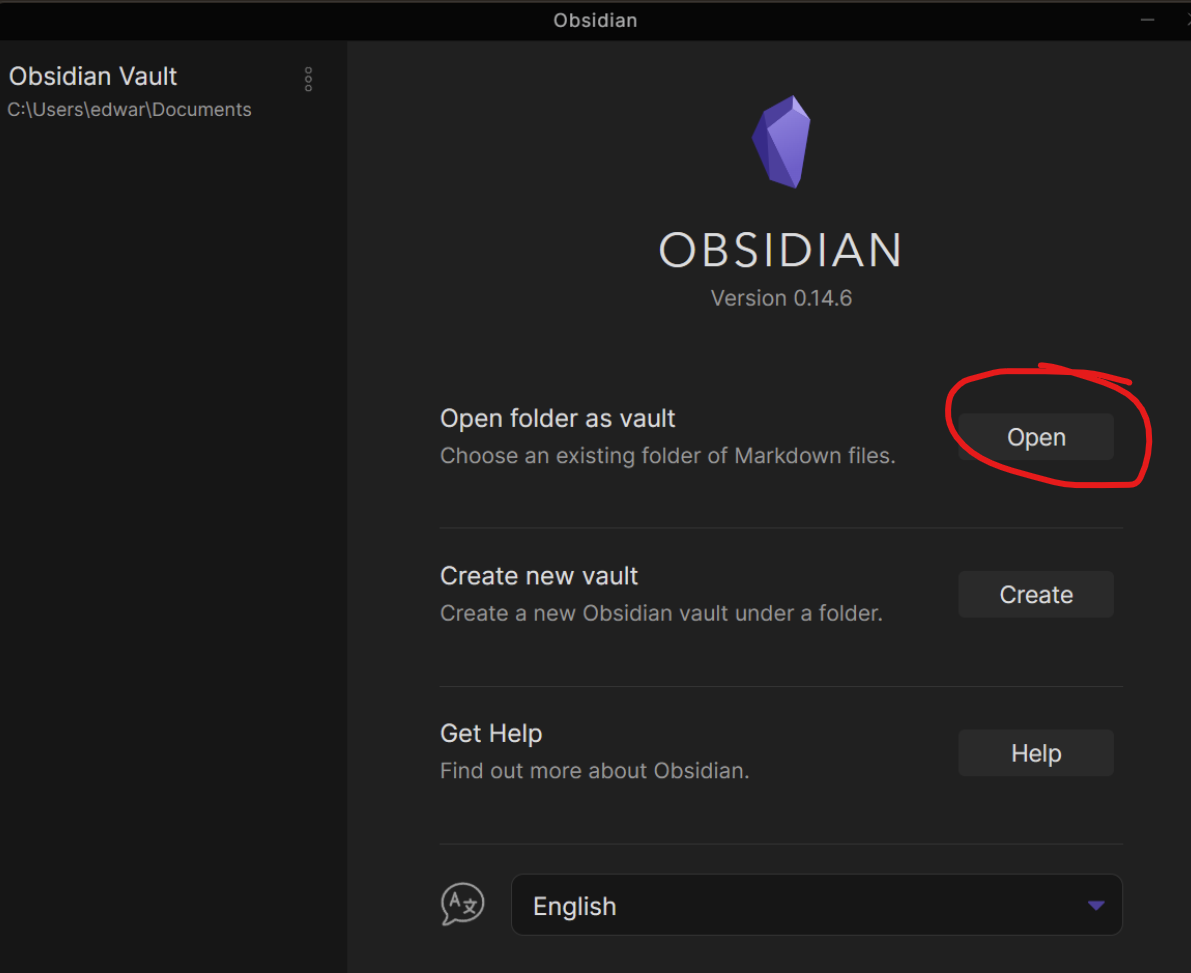 Obsidian
Obsidian Vault
C:\Users\edwar\Documents
OBSIDIAN
Version 0.14.6
Open folder as vault
Choose an existing folder of Markdown files.
Open
Create new vault
Create a new Obsidian vault under a folder.
Create
Get Help
Find out more about Obsidian.
Help
A文
English